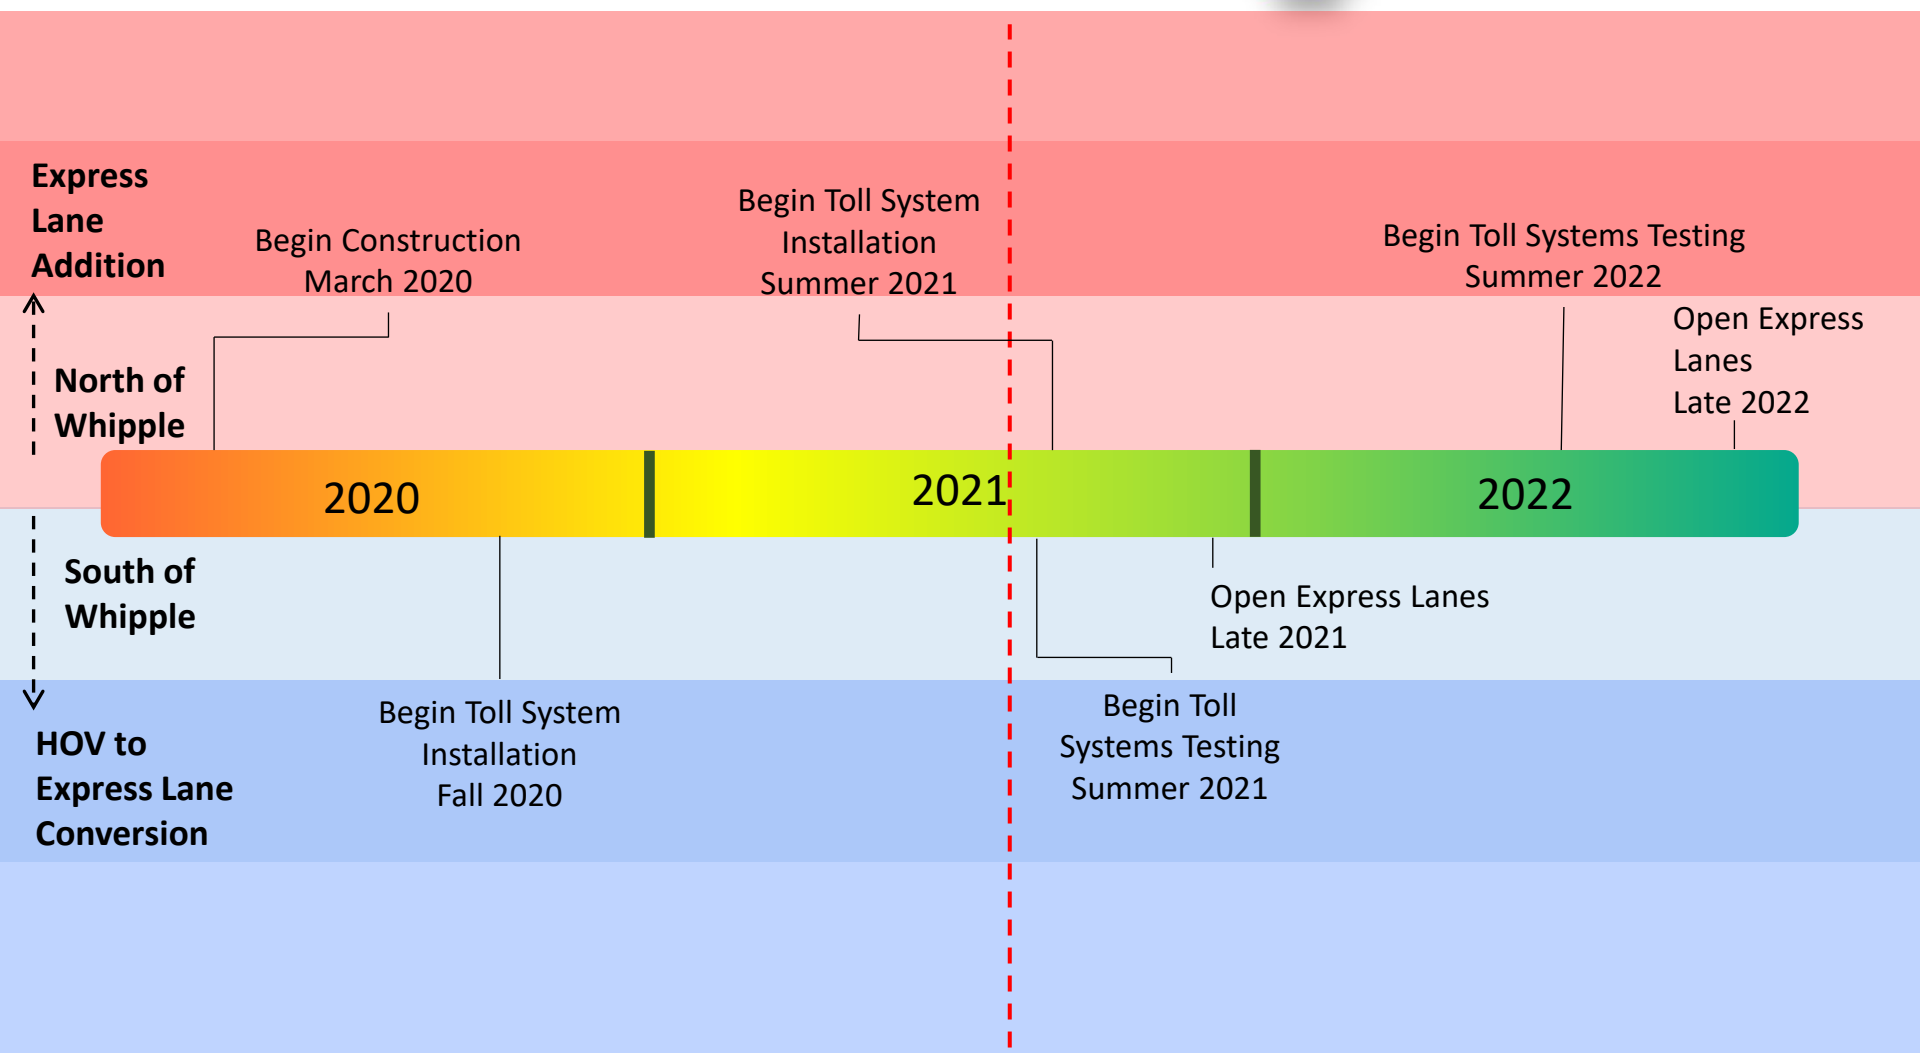 Express
Lane
Addition
Begin Construction
March 2020
Begin Toll System
Installation
Summer 2021
Begin Toll Systems Testing
Summer 2022
Open Express
Lanes
Late 2022
North of
Whipple
2020
2021
2022
South of
Whipple
Open Express Lanes
Late 2021
Begin Toll System
Installation
Fall 2020
Begin Toll
Systems Testing
Summer 2021
HOV to
Express Lane
Conversion